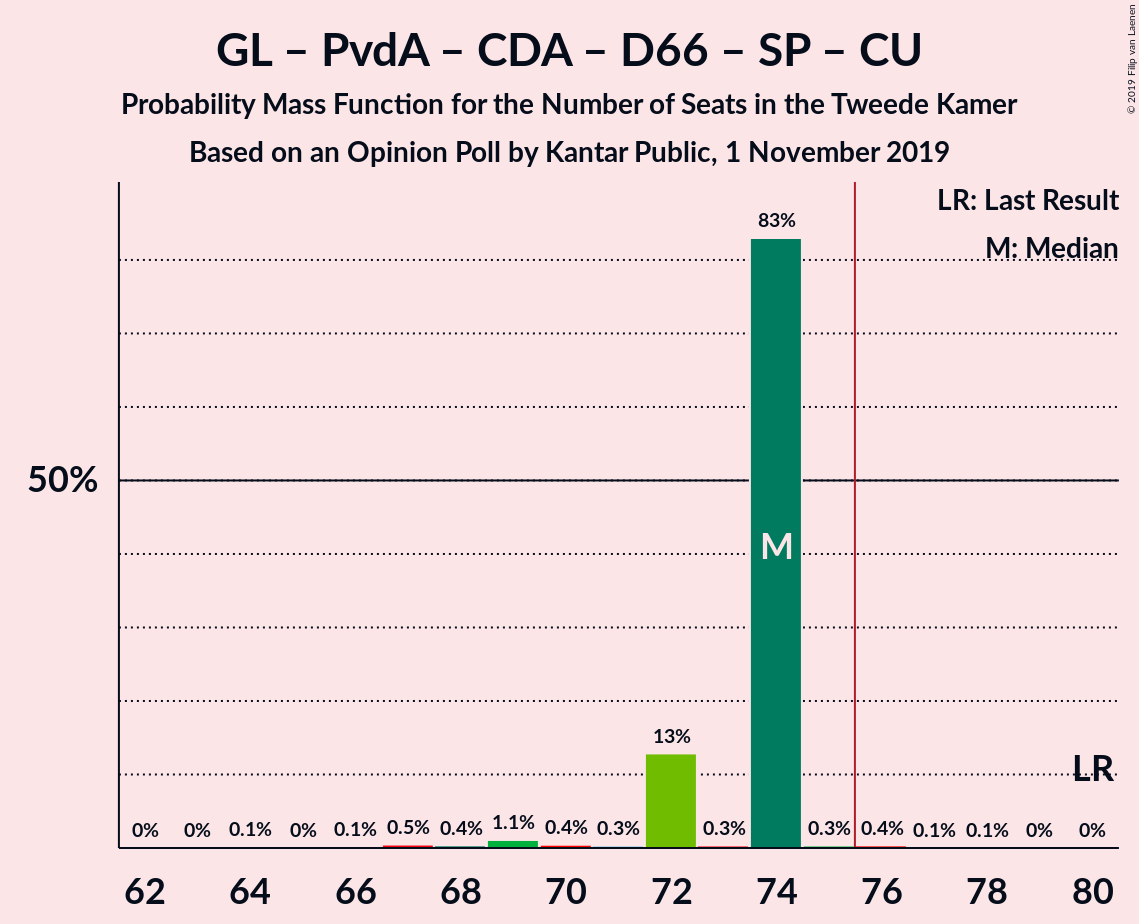 GL – PvdA – CDA – D66 – SP – CU
Probability Mass Function for the Number of Seats in the Tweede Kamer
Based on an Opinion Poll by Kantar Public, 1 November 2019
© 2019 Filip van Laenen
LR: Last Result
M: Median
50%
0% 0% 0.1% 0% 0.1% 0.5% 0.4% 1.1% 0.4% 0.3% 13% 0.3% 83% 0.3% 0.4% 0.1% 0.1% 0% 0%
M
LR
62 64 66 68 70 72 74 76 78 80